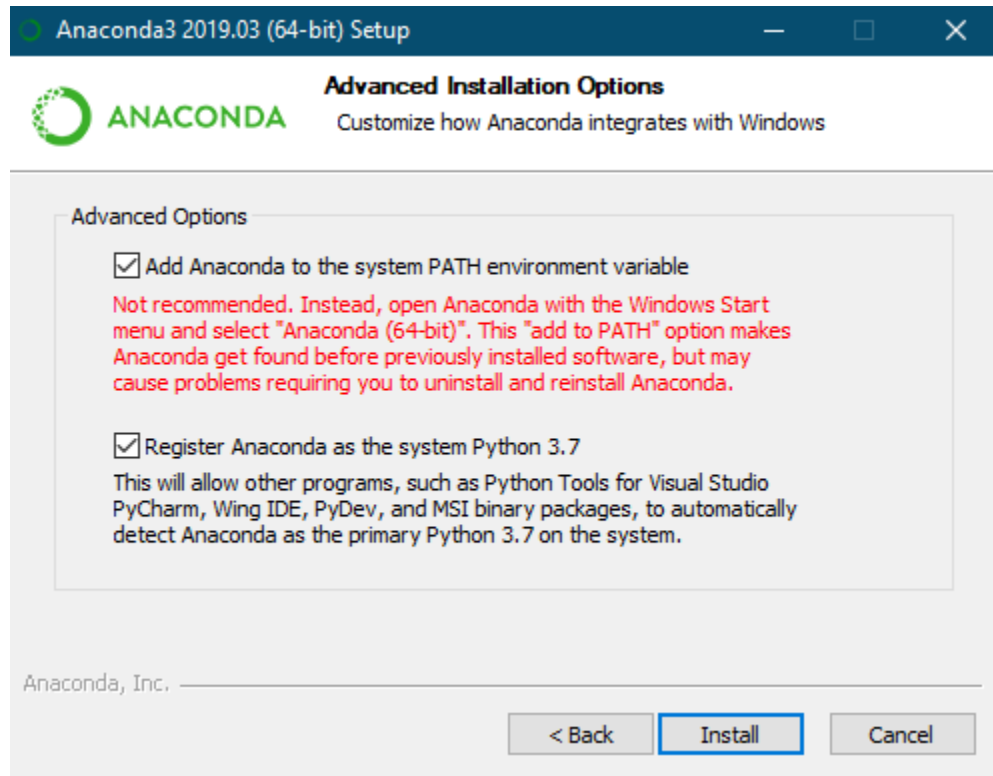 Anaconda3 2019.03 (64-bit) Setup
ANACONDA
Advanced Installation Options
Customize how Anaconda integrates with Windows
Advanced Options
Add Anaconda to the system PATH environment variable
Not recommended. Instead, open Anaconda with the Windows Start
menu and select "Anaconda (64-bit)". This "add to PATH" option makes
Anaconda get found before previously installed software, but may
cause problems requiring you to uninstall and reinstall Anaconda.
Register Anaconda as the system Python 3.7
This will allow other programs, such as Python Tools for Visual Studio
PyCharm, Wing IDE, PyDev, and MSI binary packages, to automatically
detect Anaconda as the primary Python 3.7 on the system.
Anaconda, Inc.
< Back Install Cancel